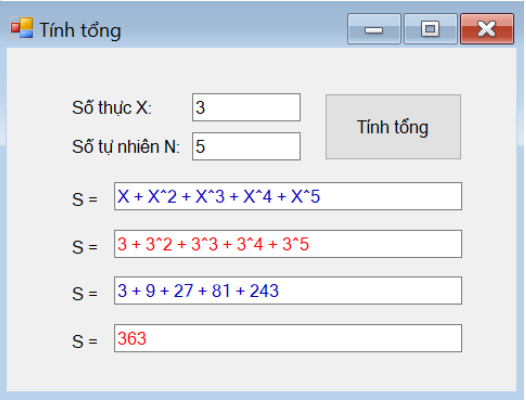 Tính tổng
Số thực X: 3
Số tự nhiên N: 5
Tính tổng
S = X + X^2 + X^3 + X^4 + X^5
S = 3 + 3^2 + 3^3 + 3^4 + 3^5
S = 3 + 9 + 27 + 81 + 243
S = 363